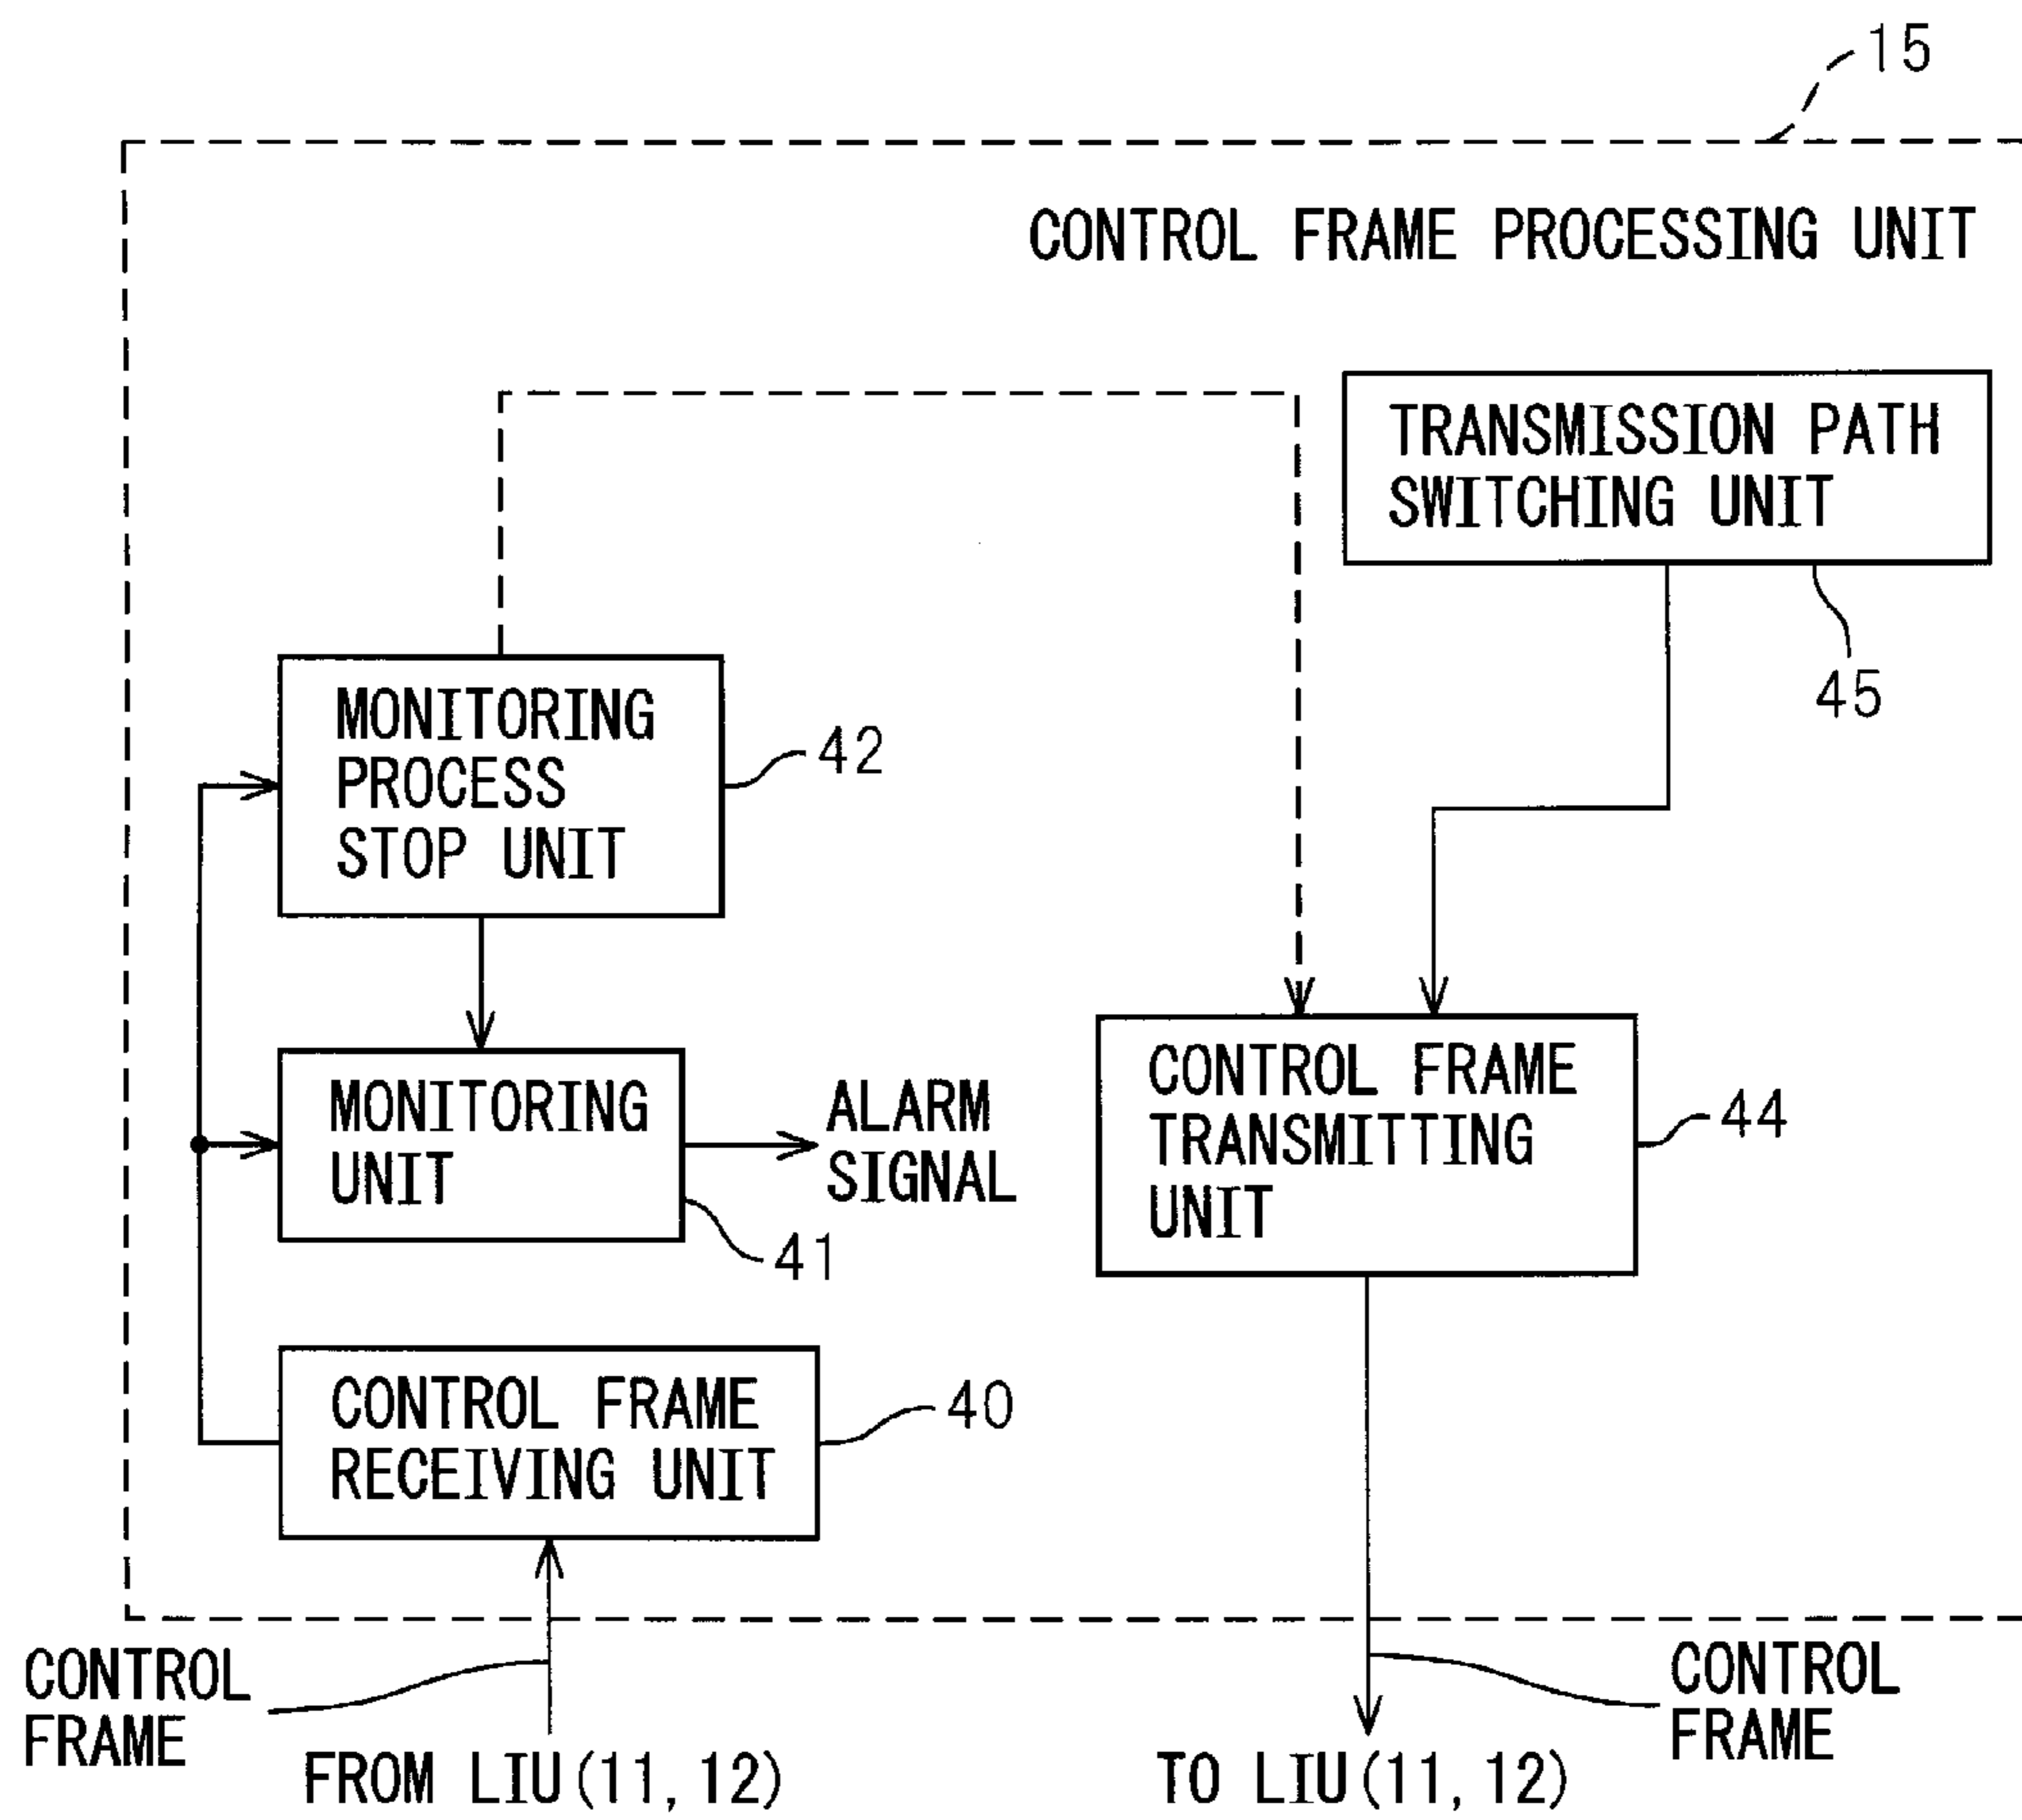 15
CONTROL FRAME PROCESSING UNIT
TRANSMISSION PATH
SWITCHING UNIT
45
MONITORING
PROCESS
STOP UNIT
42
MONITORING
UNIT
41
ALARM
SIGNAL
CONTROL FRAME
TRANSMITTING
UNIT
44
CONTROL FRAME
RECEIVING UNIT
40
CONTROL
FRAME
FROM LIU(11,12)
TO LIU(11,12)
CONTROL
FRAME